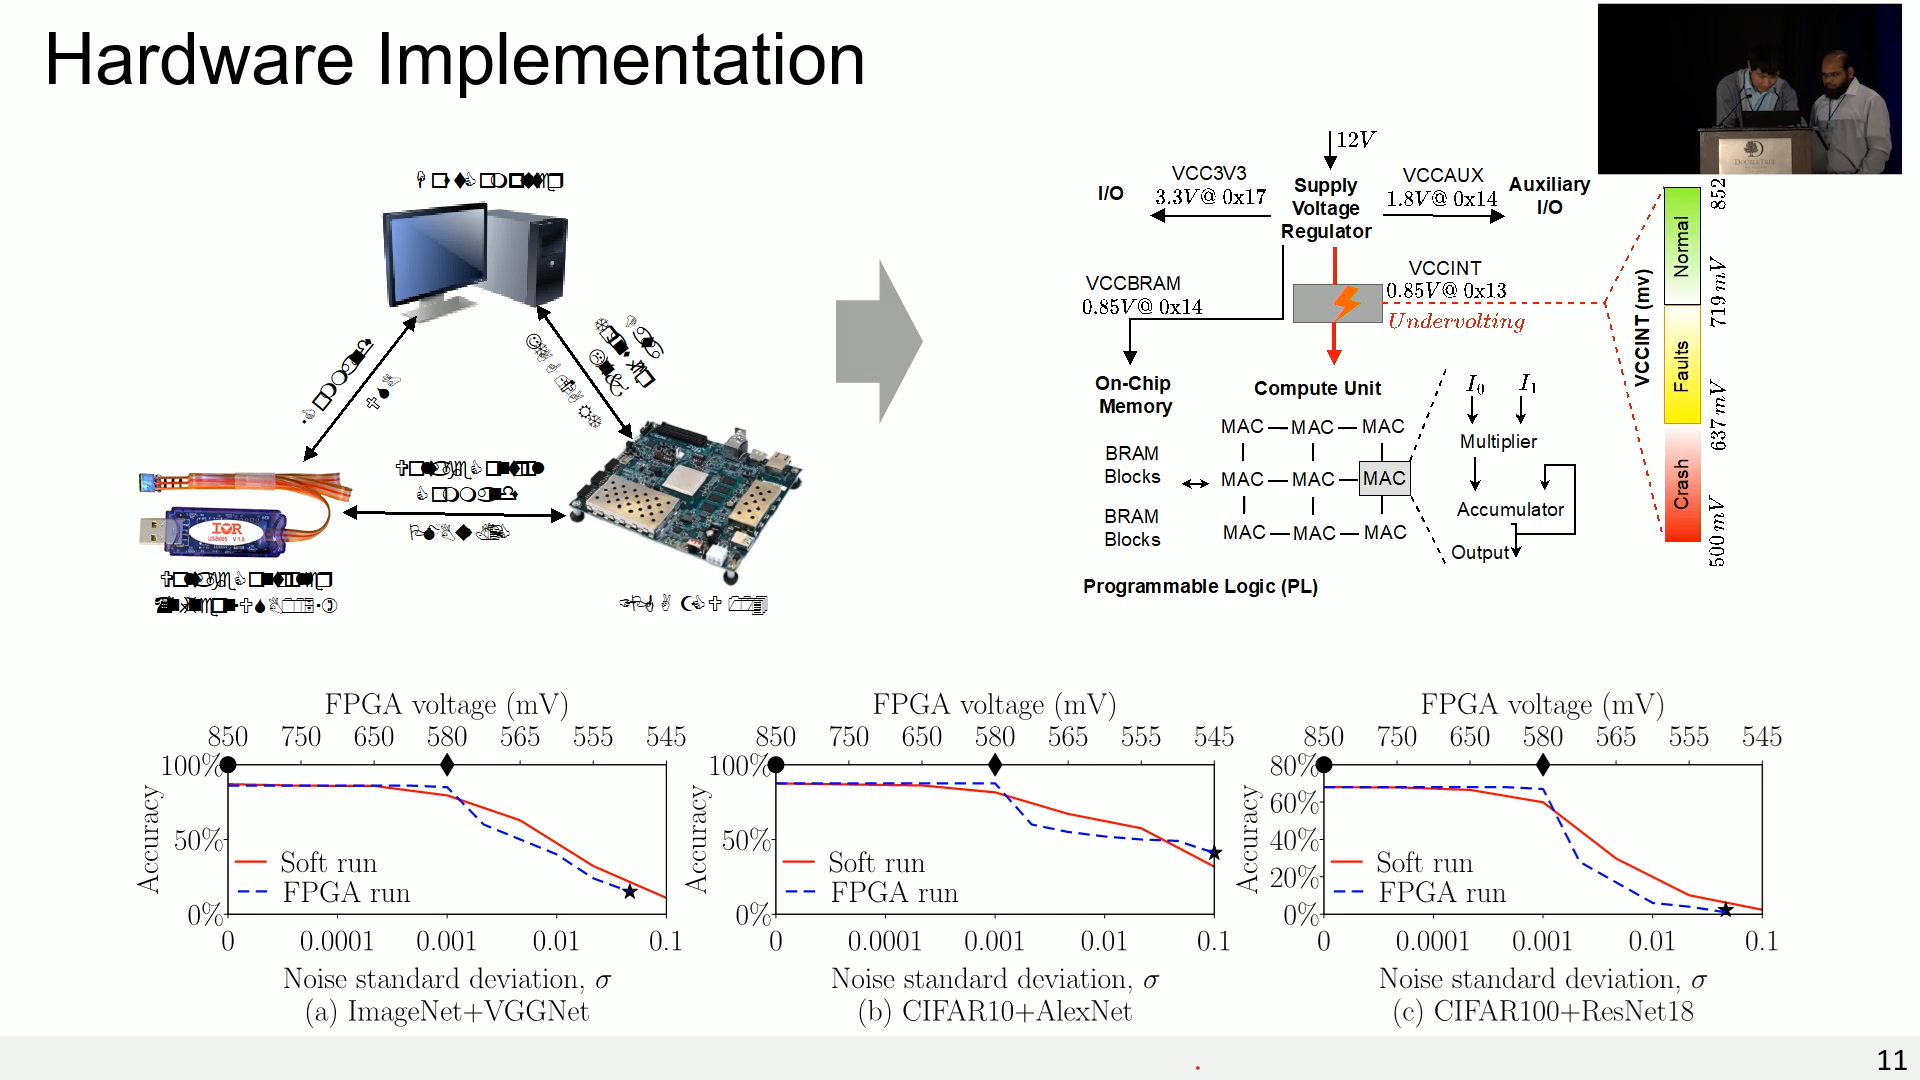 Hardware Implementation
12V
VCC3V3
3.3V@ 0x17
I/O
Supply
Voltage
Regulator
VCCAUX
1.8V@ 0x14
Auxiliary
I/O
VCCBRAM
0.85V@ 0x14
VCCINT
0.85V@ 0x13
Undervolting
On-Chip
Memory
BRAM
Blocks
BRAM
Blocks
Compute Unit
MAC MAC MAC
MAC MAC MAC
MAC MAC MAC
I0 I1
Multiplier
Accumulator
Output
Programmable Logic (PL)
VCCINT (mv)
Normal
Faults
Crash
852
719mV
637mV
500mV
IOR
USB005 V 1.0
DOUBLETREE
FPGA voltage (mV)
850 750 650 580 565 555 545
100%
50%
0%
Accuracy
Soft run
FPGA run
0 0.0001 0.001 0.01 0.1
Noise standard deviation, σ
(a) ImageNet+VGGNet
FPGA voltage (mV)
850 750 650 580 565 555 545
100%
50%
0%
Accuracy
Soft run
FPGA run
0 0.0001 0.001 0.01 0.1
Noise standard deviation, σ
(b) CIFAR10+AlexNet
FPGA voltage (mV)
850 750 650 580 565 555 545
80%
60%
40%
20%
0%
Accuracy
Soft run
FPGA run
0 0.0001 0.001 0.01 0.1
Noise standard deviation, σ
(c) CIFAR100+ResNet18
11